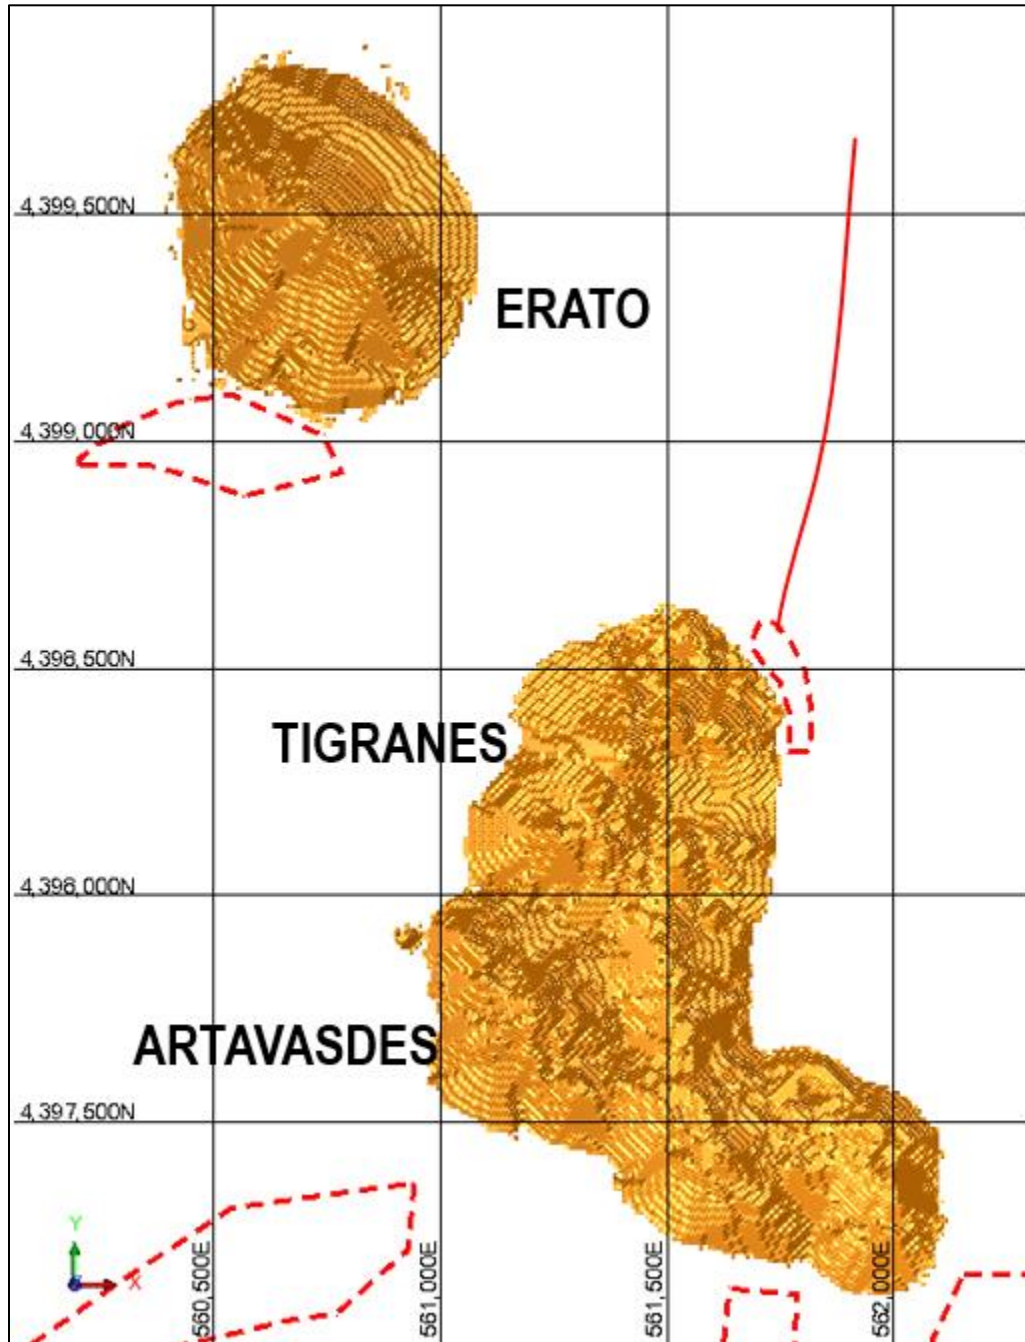 4,399,500N
ERATO
4,399,000N
4,398,500N
TIGRANES
4,398,000N
ARTAVASDES
4,397,500N
Y
X
560,500E
561,000E
561,500E
562,000E